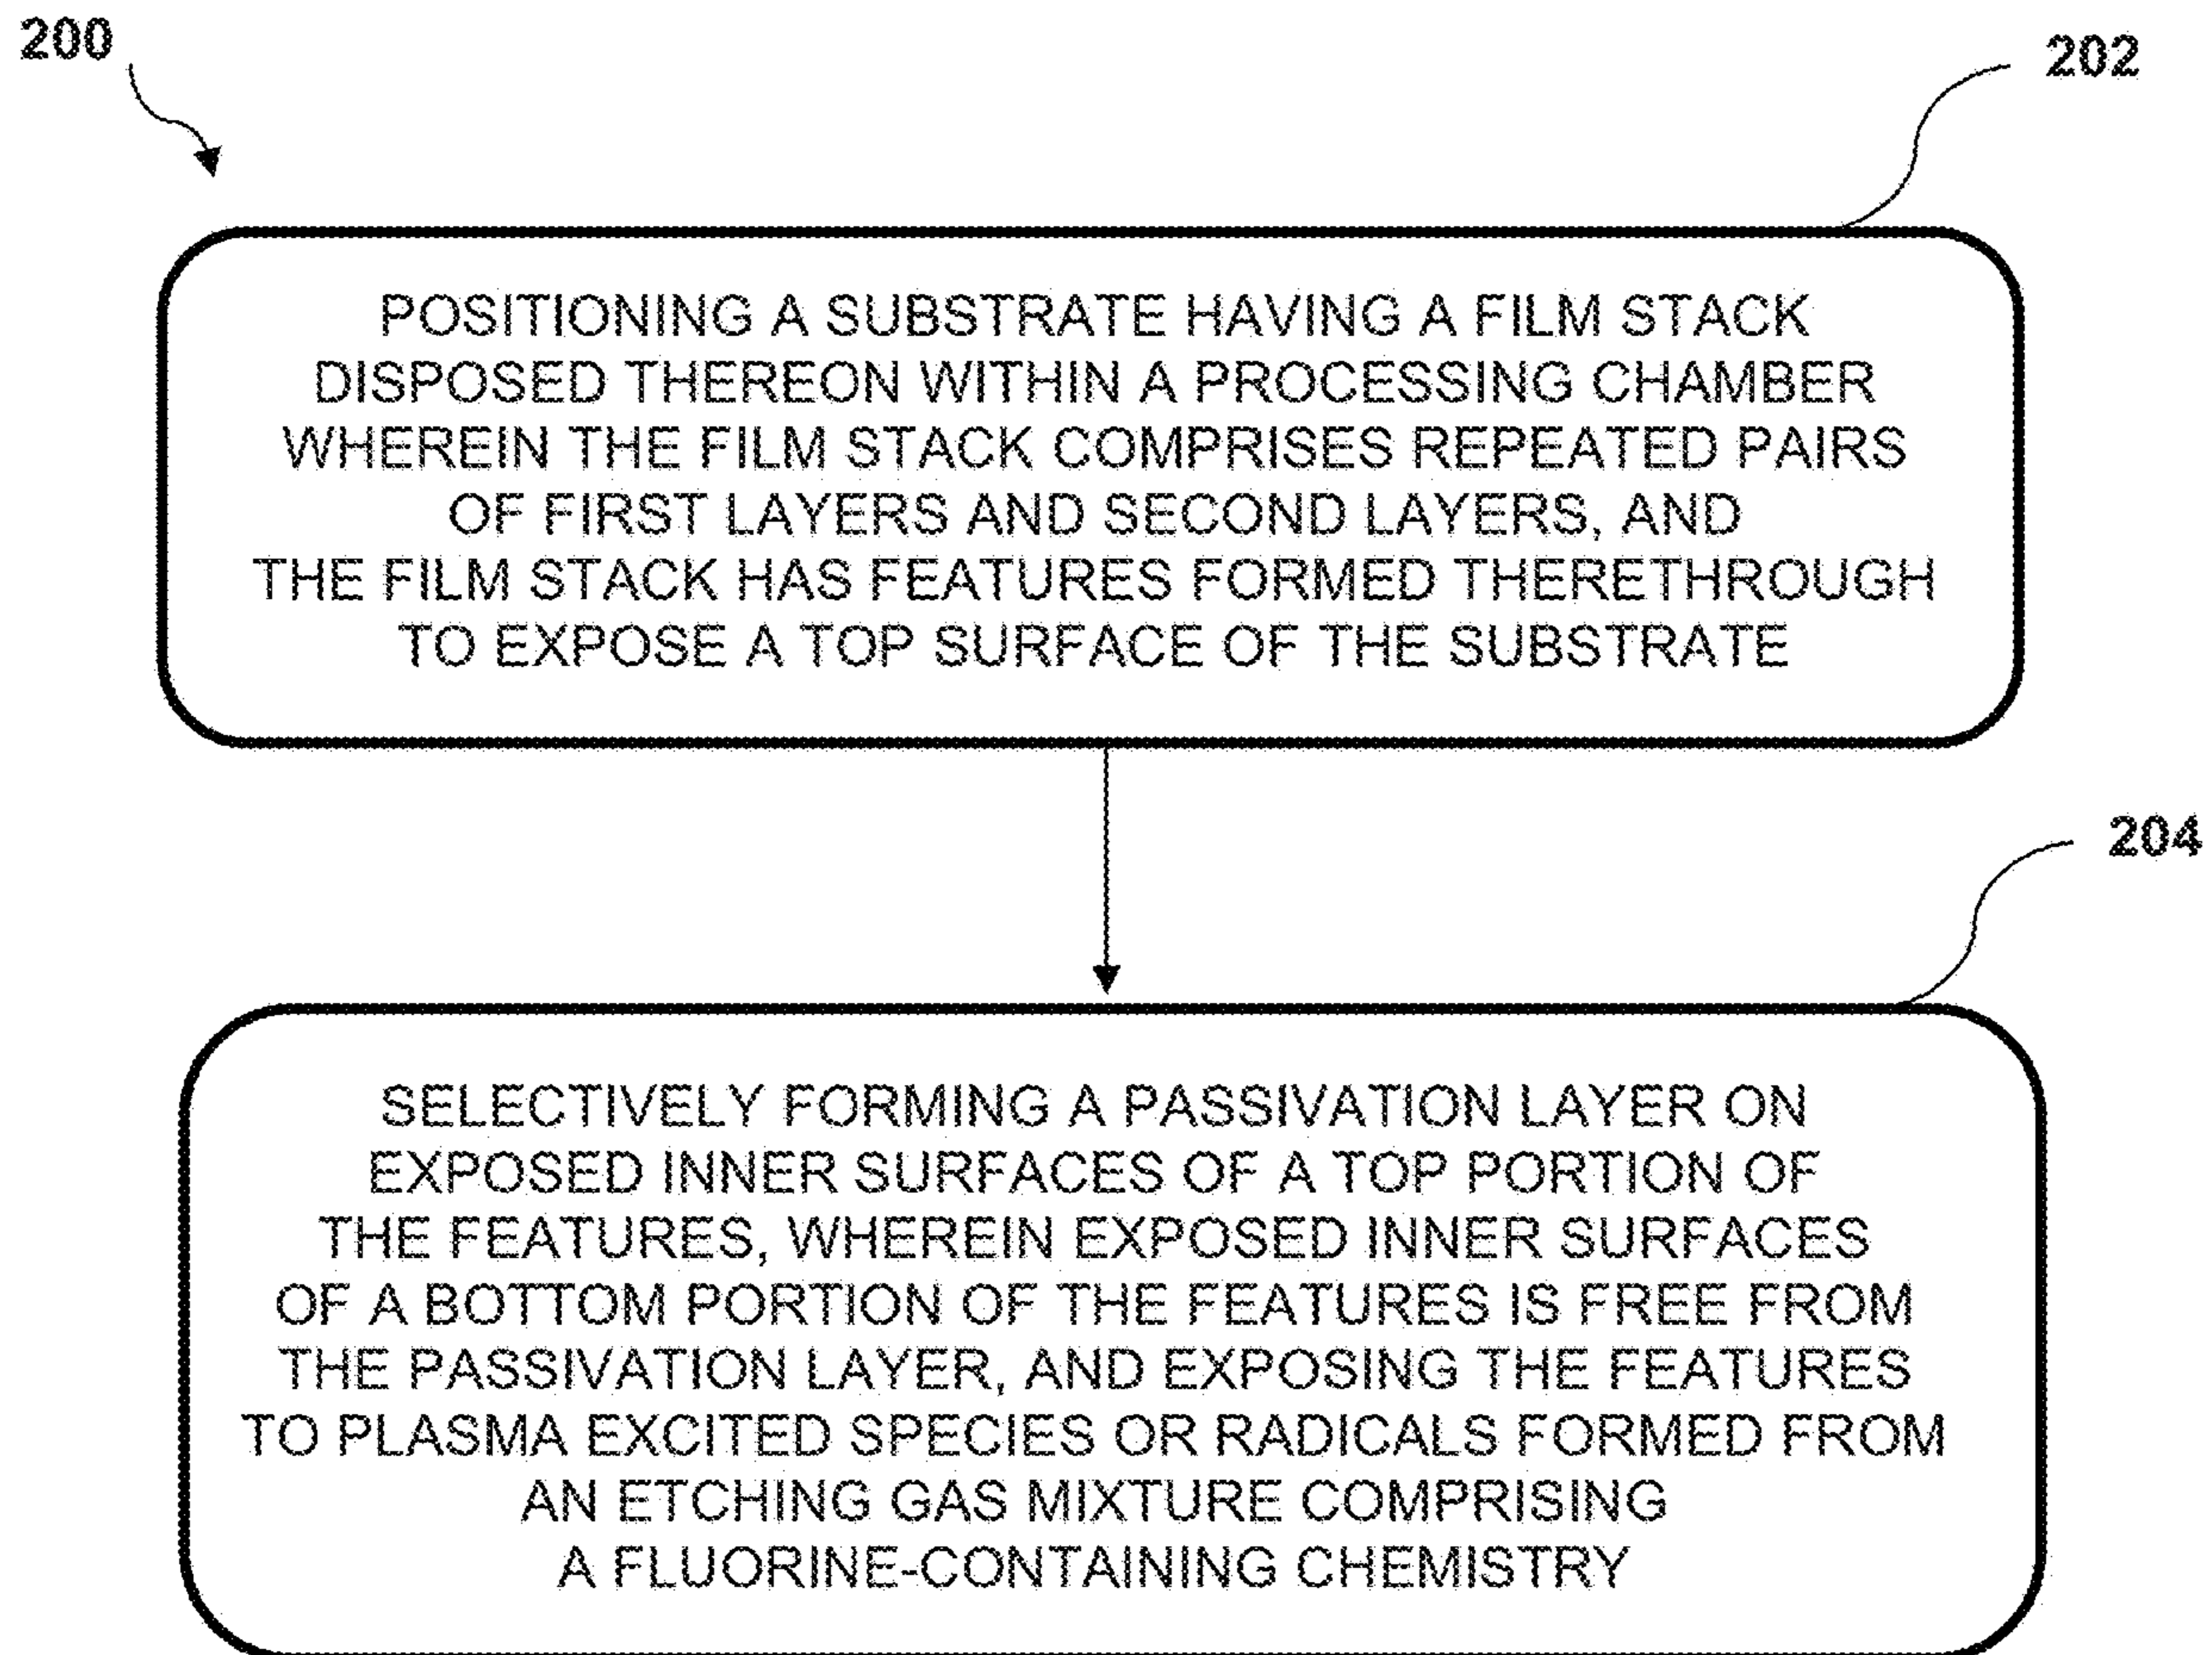 200
202
POSITIONING A SUBSTRATE HAVING A FILM STACK
DISPOSED THEREON WITHIN A PROCESSING CHAMBER
WHEREIN THE FILM STACK COMPRISES REPEATED PAIRS
OF FIRST LAYERS AND SECOND LAYERS, AND
THE FILM STACK HAS FEATURES FORMED THERETHROUGH
TO EXPOSE A TOP SURFACE OF THE SUBSTRATE
204
SELECTIVELY FORMING A PASSIVATION LAYER ON
EXPOSED INNER SURFACES OF A TOP PORTION OF
THE FEATURES, WHEREIN EXPOSED INNER SURFACES
OF A BOTTOM PORTION OF THE FEATURES IS FREE FROM
THE PASSIVATION LAYER, AND EXPOSING THE FEATURES
TO PLASMA EXCITED SPECIES OR RADICALS FORMED FROM
AN ETCHING GAS MIXTURE COMPRISING
A FLUORINE-CONTAINING CHEMISTRY